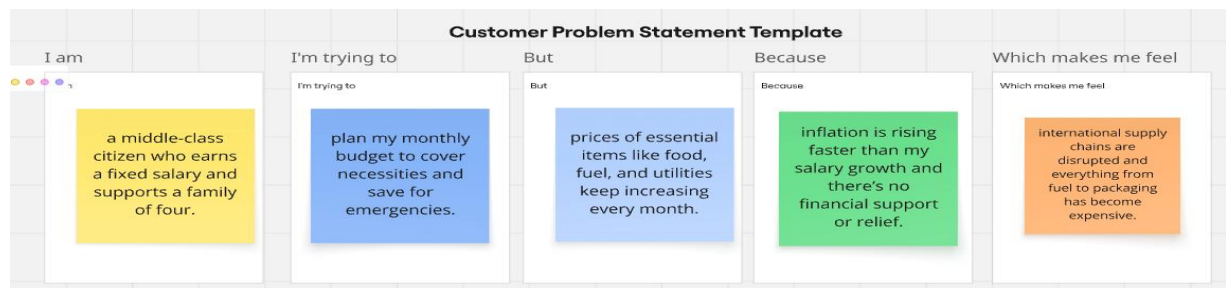 Customer Problem Statement Template
I am
I'm trying to
But
Because
Which makes me feel
I'm trying to
But
Because
Which makes me feel
a middle-class
citizen who earns
a fixed salary and
supports a family
of four.
plan my monthly
budget to cover
necessities and
save for
emergencies.
prices of essential
items like food,
fuel, and utilities
keep increasing
every month.
inflation is rising
faster than my
salary growth and
there's no
financial support
or relief.
international supply
chains are
disrupted and
everything from
fuel to packaging
has become
expensive.